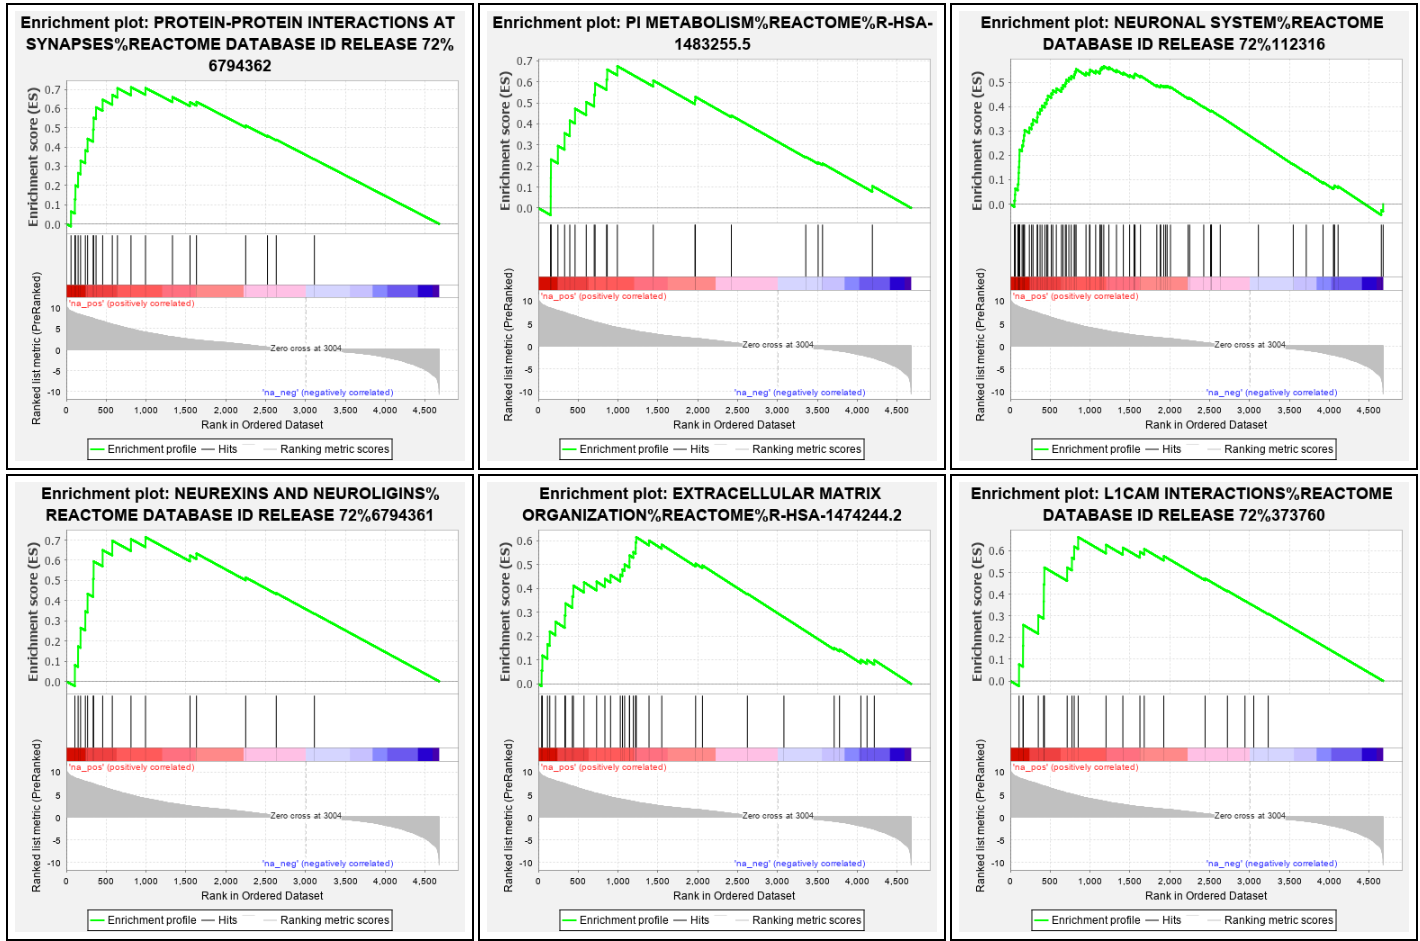 Enrichment plot: PROTEIN-PROTEIN INTERACTIONS AT
SYNAPSES%REACTOME DATABASE ID RELEASE 72%
6794362
Enrichment score (ES)
0.7
0.6
0.5
0.4
0.3
0.2
0.1
0.0
Ranked list metric (PreRanked)
'na_pos' (positively correlated)
10
5
0
-5
-10
Zero cross at 3004
'na_neg' (negatively correlated)
0 500 1,000 1,500 2,000 2,500 3,000 3,500 4,000 4,500
Rank in Ordered Dataset
Enrichment profile Hits Ranking metric scores
Enrichment plot: PI METABOLISM%REACTOME%R-HSA-
1483255.5
Enrichment score (ES)
0.7
0.6
0.5
0.4
0.3
0.2
0.1
0.0
Ranked list metric (PreRanked)
'na_pos' (positively correlated)
10
5
0
-5
-10
Zero cross at 3004
'na_neg' (negatively correlated)
0 500 1,000 1,500 2,000 2,500 3,000 3,500 4,000 4,500
Rank in Ordered Dataset
Enrichment profile Hits Ranking metric scores
Enrichment plot: NEURONAL SYSTEM%REACTOME
DATABASE ID RELEASE 72%112316
Enrichment score (ES)
0.5
0.4
0.3
0.2
0.1
0.0
Ranked list metric (PreRanked)
'na_pos' (positively correlated)
10
5
0
-5
-10
Zero cross at 3004
'na_neg' (negatively correlated)
0 500 1,000 1,500 2,000 2,500 3,000 3,500 4,000 4,500
Rank in Ordered Dataset
Enrichment profile Hits Ranking metric scores
Enrichment plot: NEUREXINS AND NEUROLIGINS%
REACTOME DATABASE ID RELEASE 72%6794361
Enrichment score (ES)
0.7
0.6
0.5
0.4
0.3
0.2
0.1
0.0
Ranked list metric (PreRanked)
'na_pos' (positively correlated)
10
5
0
-5
-10
Zero cross at 3004
'na_neg' (negatively correlated)
0 500 1,000 1,500 2,000 2,500 3,000 3,500 4,000 4,500
Rank in Ordered Dataset
Enrichment profile Hits Ranking metric scores
Enrichment plot: EXTRACELLULAR MATRIX
ORGANIZATION%REACTOME%R-HSA-1474244.2
Enrichment score (ES)
0.6
0.5
0.4
0.3
0.2
0.1
0.0
Ranked list metric (PreRanked)
'na_pos' (positively correlated)
10
5
0
-5
-10
Zero cross at 3004
'na_neg' (negatively correlated)
0 500 1,000 1,500 2,000 2,500 3,000 3,500 4,000 4,500
Rank in Ordered Dataset
Enrichment profile Hits Ranking metric scores
Enrichment plot: L1CAM INTERACTIONS%REACTOME
DATABASE ID RELEASE 72%373760
Enrichment score (ES)
0.6
0.5
0.4
0.3
0.2
0.1
0.0
Ranked list metric (PreRanked)
'na_pos' (positively correlated)
10
5
0
-5
-10
Zero cross at 3004
'na_neg' (negatively correlated)
0 500 1,000 1,500 2,000 2,500 3,000 3,500 4,000 4,500
Rank in Ordered Dataset
Enrichment profile Hits Ranking metric scores